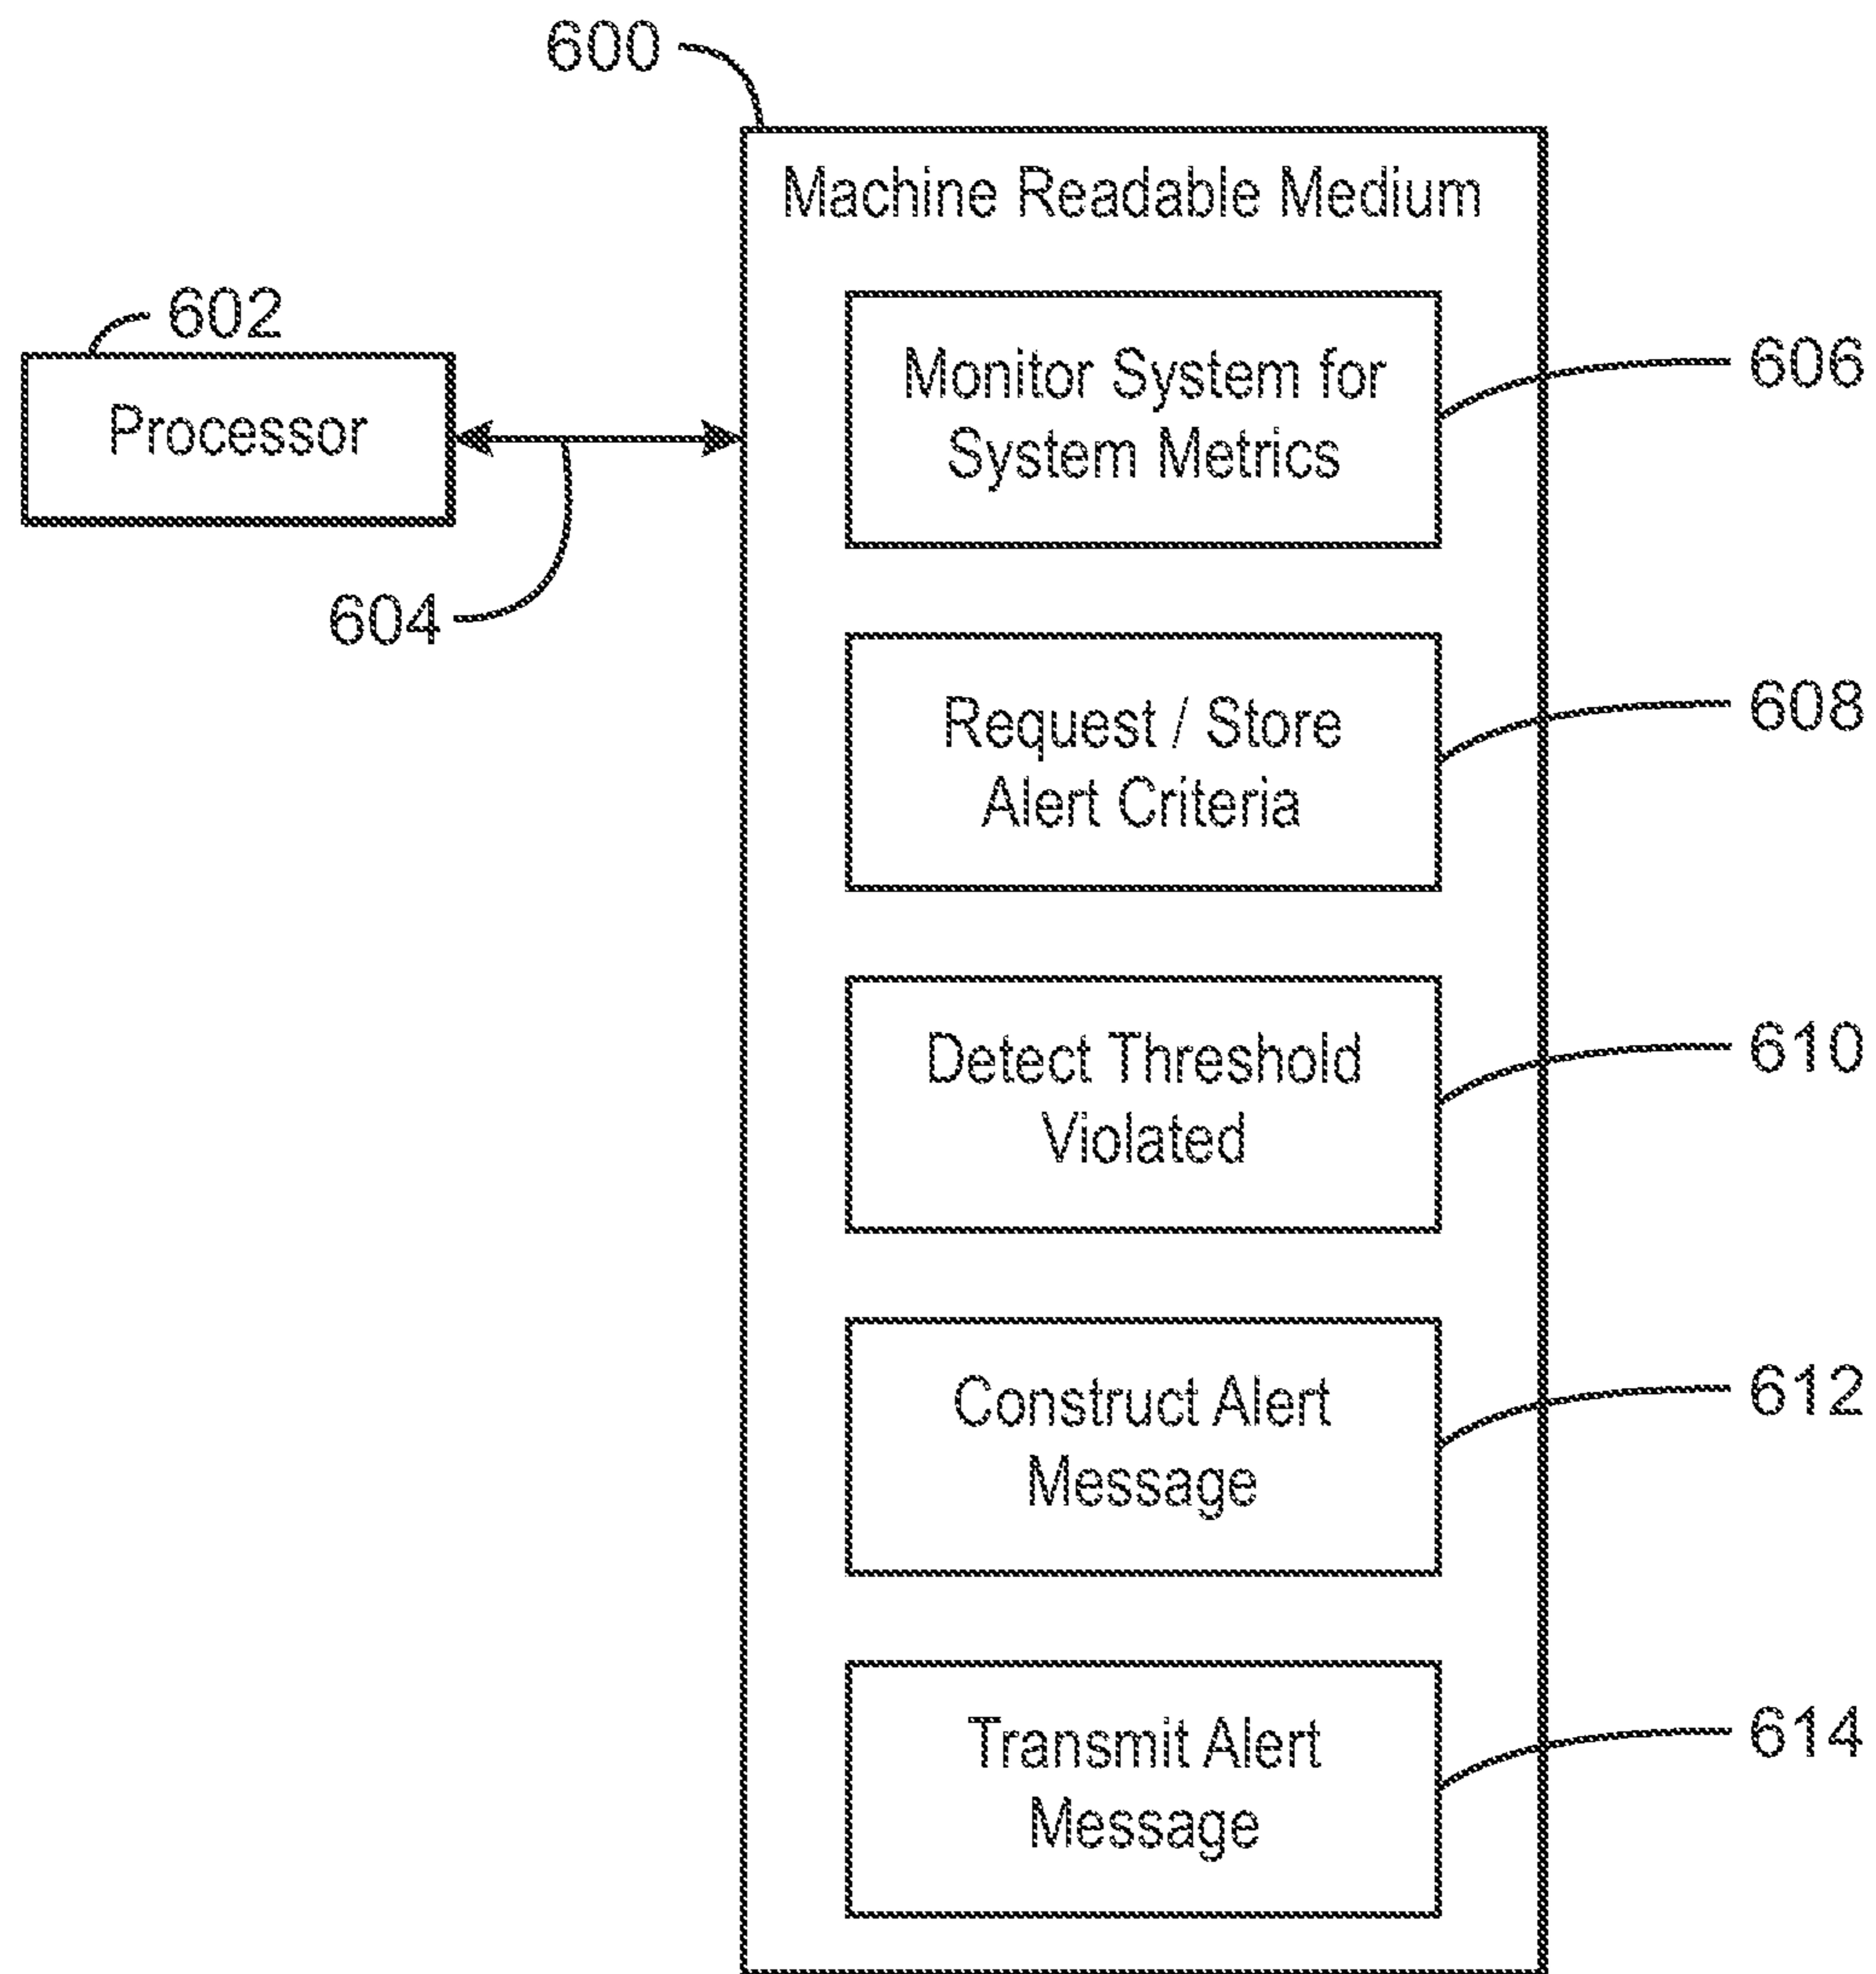 600
Machine Readable Medium
602
Processor
604
Monitor System for
System Metrics
606
Request / Store
Alert Criteria
608
Detect Threshold
Violated
610
Construct Alert
Message
612
Transmit Alert
Message
614